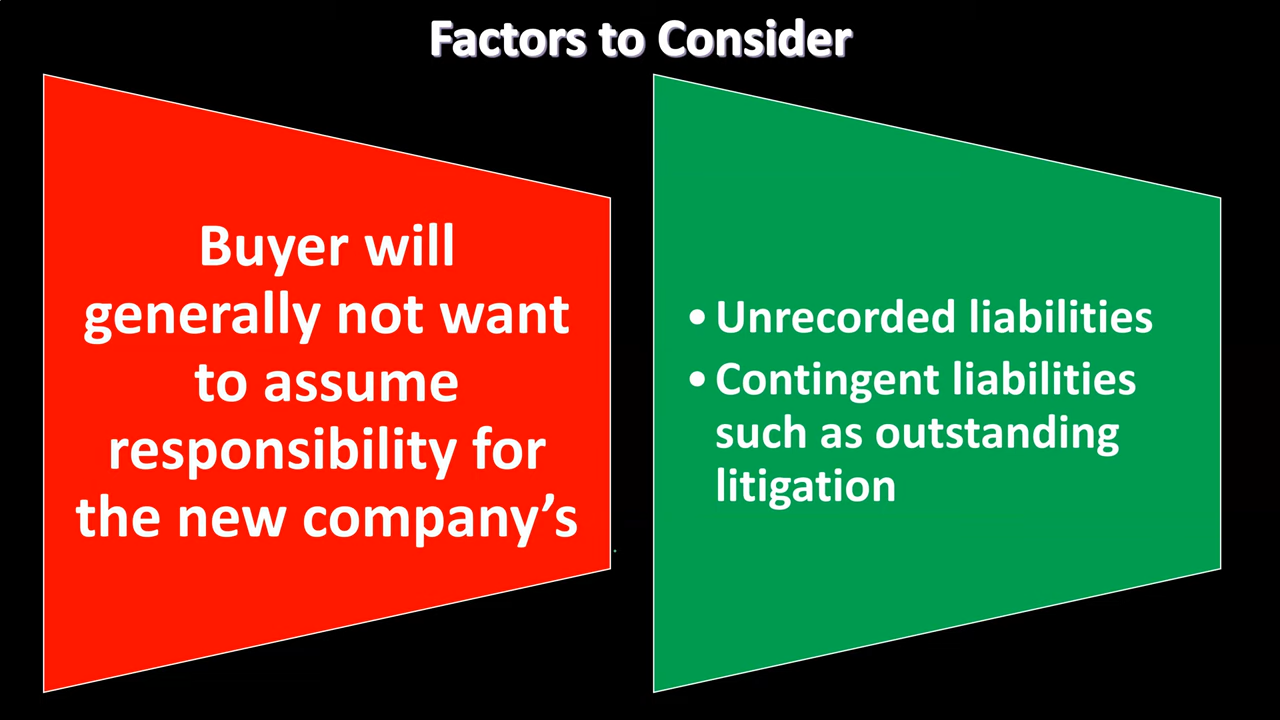 Factors to Consider
Buyer will
generally not want
to assume
responsibility for
the new company’s
• Unrecorded liabilities
• Contingent liabilities
such as outstanding
litigation